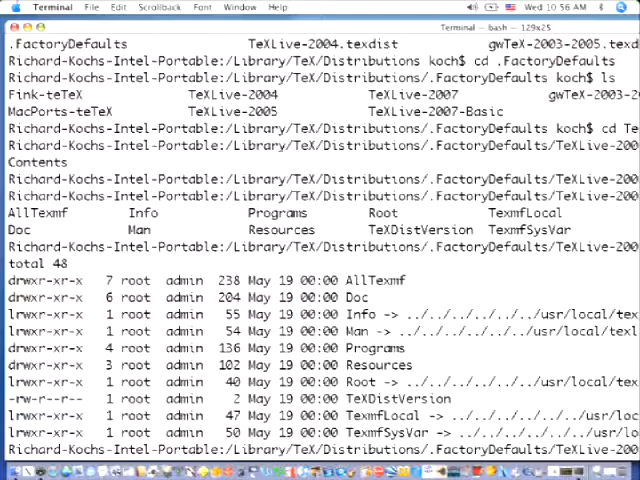 Terminal File Edit Scrollback Font Window Help Wed 10:56 AM
Terminal — bash — 129x25
.FactoryDefaults TeXLive-2004.texdist gwTeX-2003-2005.texd
Richard-Kochs-Intel-Portable:/Library/TeX/Distributions koch$ cd .FactoryDefaults
Richard-Kochs-Intel-Portable:/Library/TeX/Distributions/.FactoryDefaults koch$ ls
Fink-teTeX TeXLive-2004 TeXLive-2007 gwTeX-2003-2
MacPorts-teTeX TeXLive-2005 TeXLive-2007-Basic
Richard-Kochs-Intel-Portable:/Library/TeX/Distributions/.FactoryDefaults koch$ cd Te
Richard-Kochs-Intel-Portable:/Library/TeX/Distributions/.FactoryDefaults/TeXLive-200
Contents
Richard-Kochs-Intel-Portable:/Library/TeX/Distributions/.FactoryDefaults/TeXLive-200
Richard-Kochs-Intel-Portable:/Library/TeX/Distributions/.FactoryDefaults/TeXLive-200
AllTexmf Info Programs Root TexmfLocal
Doc Man Resources TeXDistVersion TexmfSysVar
Richard-Kochs-Intel-Portable:/Library/TeX/Distributions/.FactoryDefaults/TeXLive-200
total 48
drwxr-xr-x 7 root admin 238 May 19 00:00 AllTexmf
drwxr-xr-x 6 root admin 204 May 19 00:00 Doc
lrwxr-xr-x 1 root admin 55 May 19 00:00 Info -> ../../../../../../usr/local/tex
lrwxr-xr-x 1 root admin 54 May 19 00:00 Man -> ../../../../../../usr/local/texl
drwxr-xr-x 4 root admin 136 May 19 00:00 Programs
drwxr-xr-x 3 root admin 102 May 19 00:00 Resources
lrwxr-xr-x 1 root admin 40 May 19 00:00 Root -> ../../../../../../usr/local/tex
-rw-r--r-- 1 root admin 2 May 19 00:00 TeXDistVersion
lrwxr-xr-x 1 root admin 47 May 19 00:00 TexmfLocal -> ../../../../../../usr/loc
lrwxr-xr-x 1 root admin 50 May 19 00:00 TexmfSysVar -> ../../../../../../usr/lo
Richard-Kochs-Intel-Portable:/Library/TeX/Distributions/.FactoryDefaults/TeXLive-200